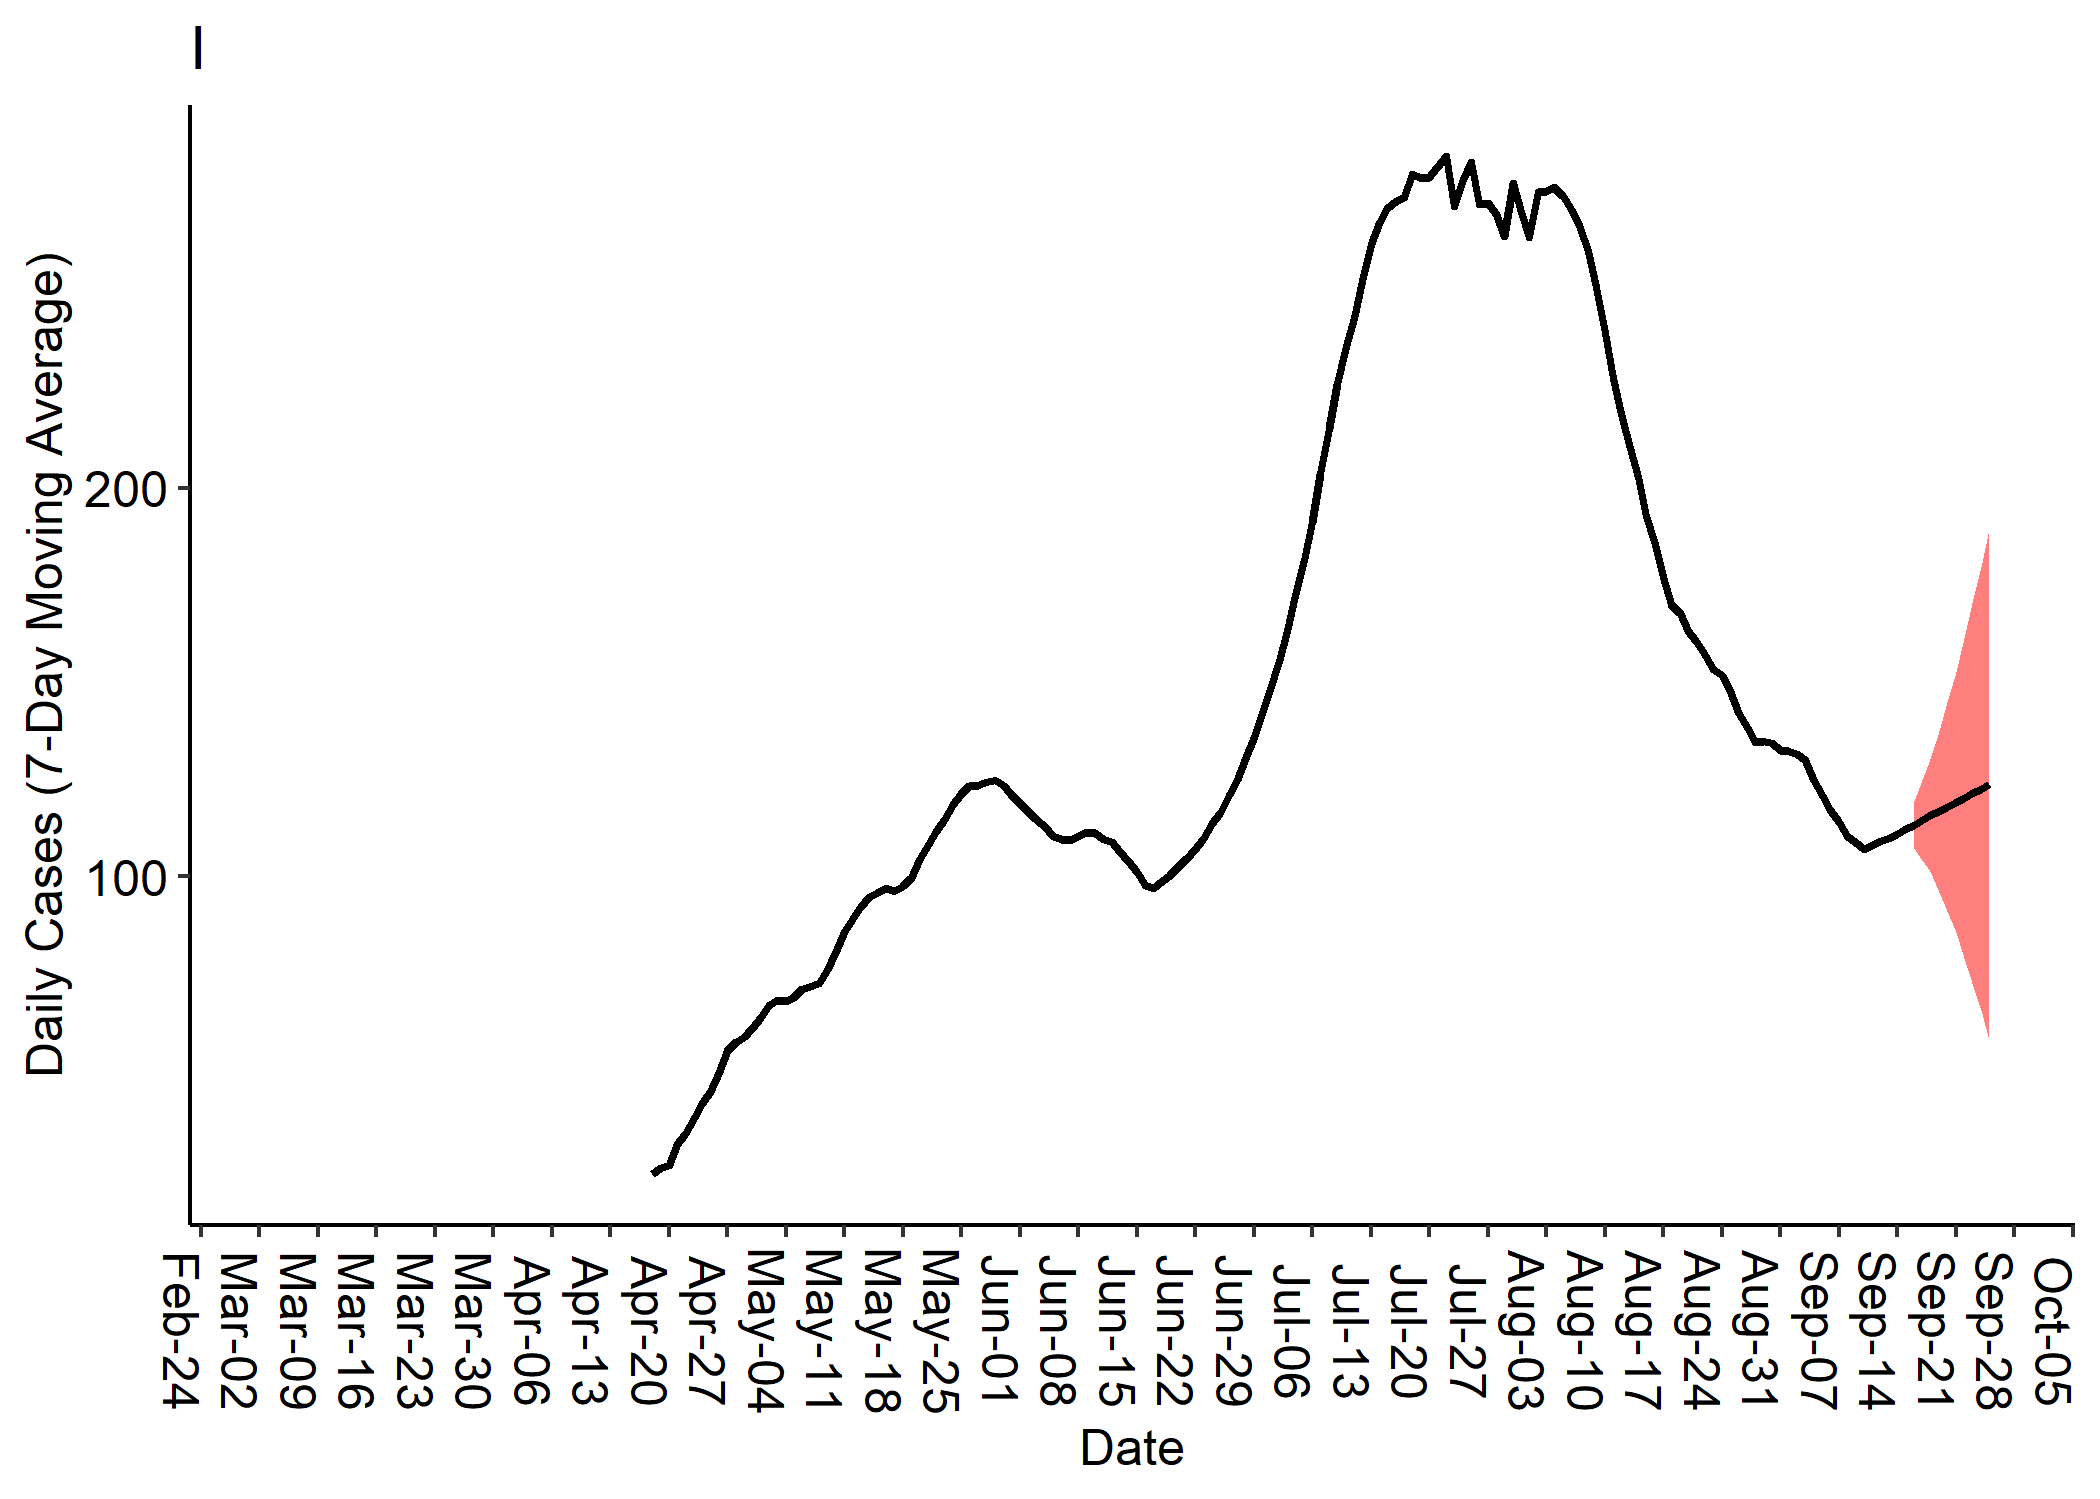 I
Daily Cases (7-Day Moving Average)
200
100
Feb-24
Mar-02
Mar-09
Mar-16
Mar-23
Mar-30
Apr-06
Apr-13
Apr-20
Apr-27
May-04
May-11
May-18
May-25
Jun-01
Jun-08
Jun-15
Jun-22
Jun-29
Jul-06
Jul-13
Jul-20
Jul-27
Aug-03
Aug-10
Aug-17
Aug-24
Aug-31
Sep-07
Sep-14
Sep-21
Sep-28
Oct-05
Date